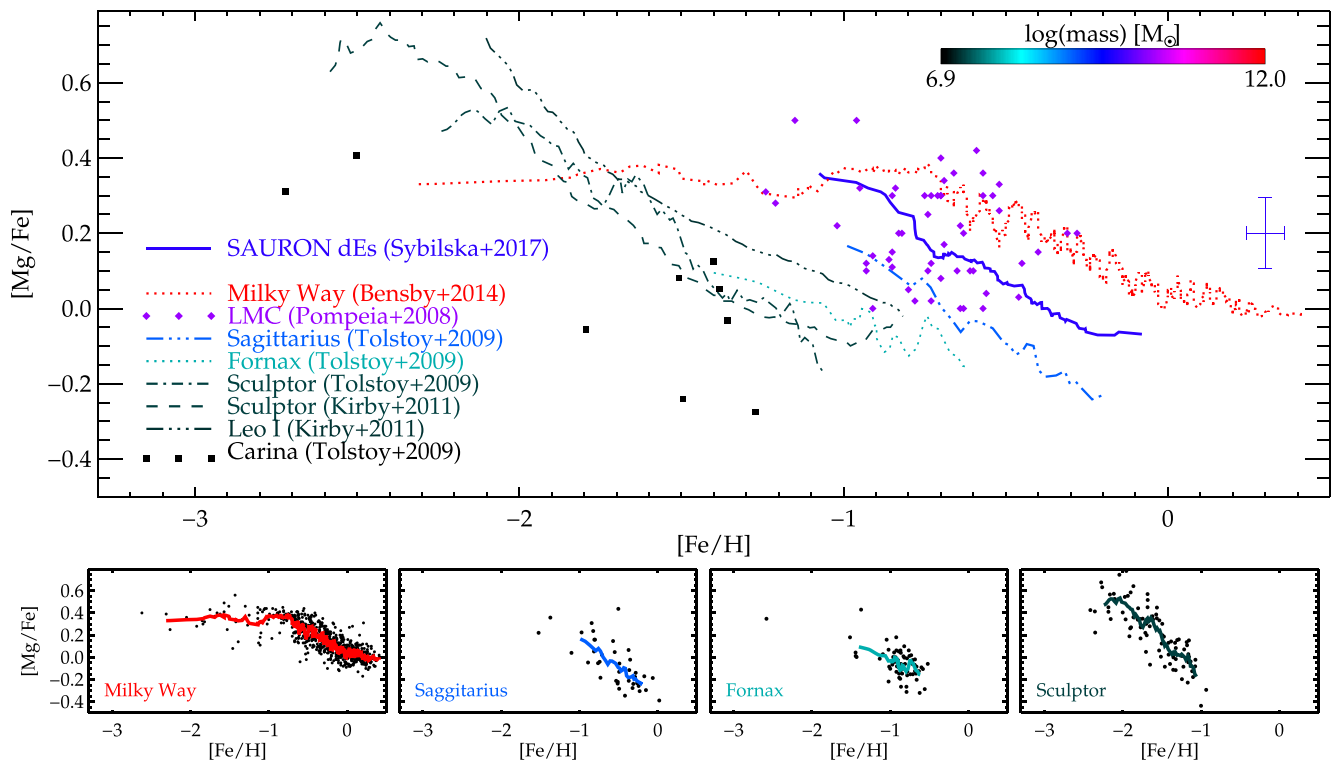 log(mass) [M⊙]
6.9 12.0
0.6
0.4
0.2
0.0
−0.2
−0.4
[Mg/Fe]
SAURON dEs (Sybilska+2017)
Milky Way (Bensby+2014)
LMC (Pompeia+2008)
Sagittarius (Tolstoy+2009)
Fornax (Tolstoy+2009)
Sculptor (Tolstoy+2009)
Sculptor (Kirby+2011)
Leo I (Kirby+2011)
Carina (Tolstoy+2009)
−3 −2 −1 0
[Fe/H]
0.6
0.4
0.2
0.0
−0.2
−0.4
[Mg/Fe]
Milky Way
Saggitarius
Fornax
Sculptor
−3 −2 −1 0
−3 −2 −1 0
−3 −2 −1 0
−3 −2 −1 0
[Fe/H]
[Fe/H]
[Fe/H]
[Fe/H]